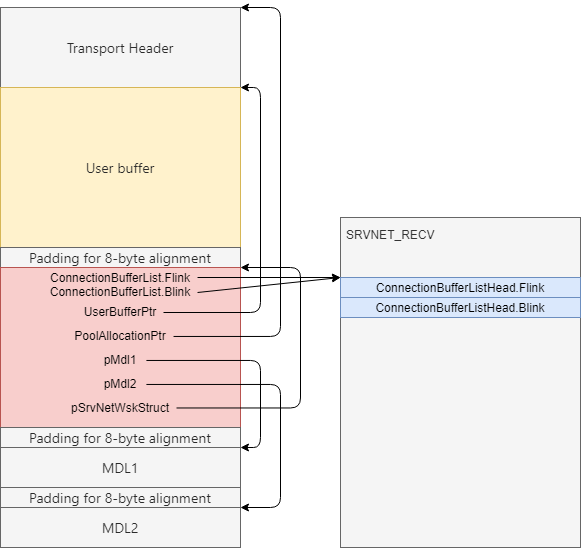 Transport Header
User buffer
Padding for 8-byte alignment
ConnectionBufferList.Flink
ConnectionBufferList.Blink
UserBufferPtr
PoolAllocationPtr
pMdl1
pMdl2
pSrvNetWskStruct
Padding for 8-byte alignment
MDL1
Padding for 8-byte alignment
MDL2
SRVNET_RECV
ConnectionBufferListHead.Flink
ConnectionBufferListHead.Blink